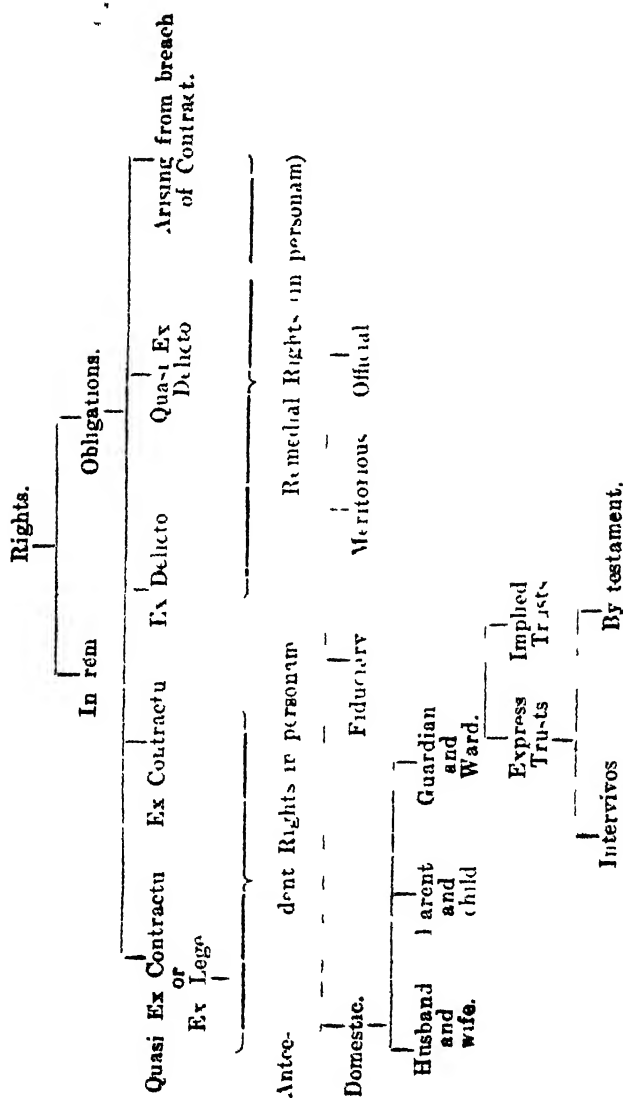 Rights.
In rem Obligations.
Quasi Ex Contractu
or
Ex Lege
Ex Contractu
Ex Delicto
Quasi Ex
Delicto
Arising from breach
of Contract.
Antece-
dent Rights in personam
Remedial Rights (in personam)
Domestic.
Fiduciary
Meritorious
Official
Husband
and
wife.
Parent
and
child
Guardian
and
Ward.
Express
Trusts
Implied
Trusts
Intervivos
By testament.